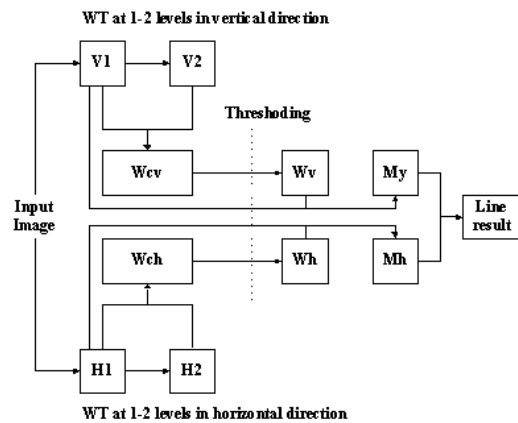 WT at 1-2 levels in vertical direction
V1
V2
Threshoding
Wcv
Wv
My
Input
Image
Line
result
Wch
Wh
Mh
H1
H2
WT at 1-2 levels in horizontal direction